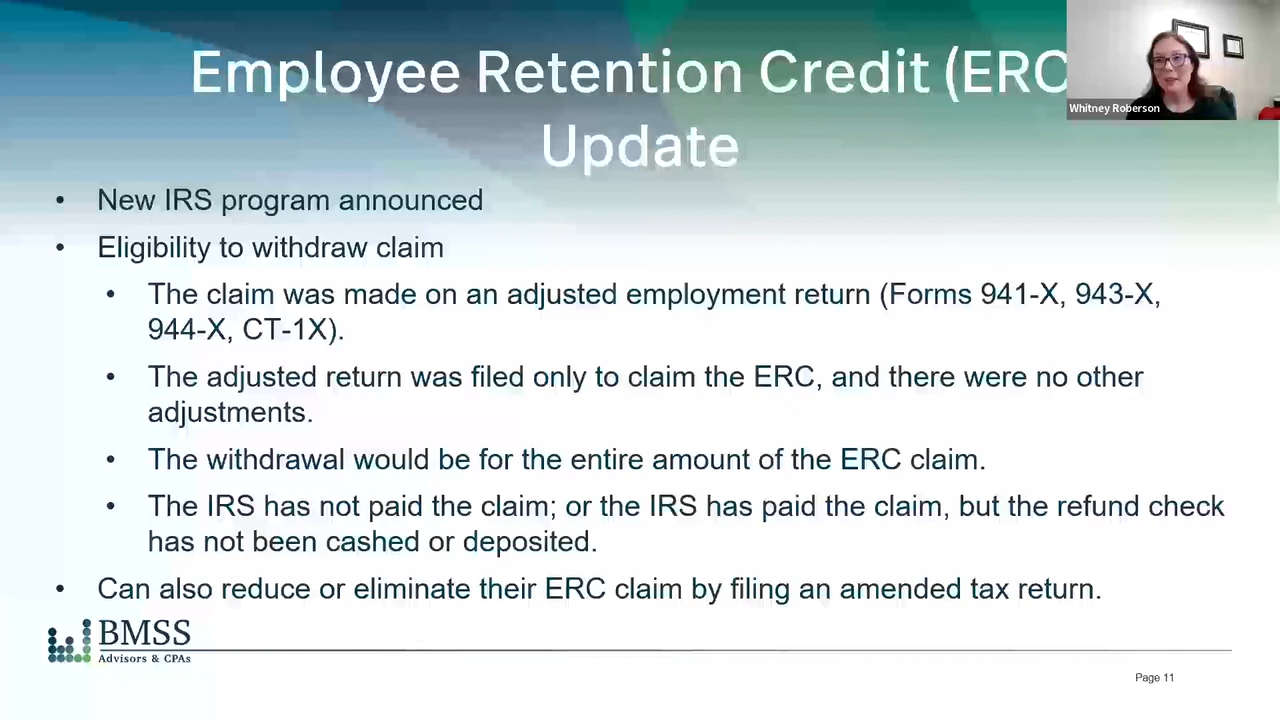 Employee Retention Credit (ERC
Update
Whitney Roberson
• New IRS program announced
• Eligibility to withdraw claim
• The claim was made on an adjusted employment return (Forms 941-X, 943-X,
944-X, CT-1X).
• The adjusted return was filed only to claim the ERC, and there were no other
adjustments.
• The withdrawal would be for the entire amount of the ERC claim.
• The IRS has not paid the claim; or the IRS has paid the claim, but the refund check
has not been cashed or deposited.
• Can also reduce or eliminate their ERC claim by filing an amended tax return.
BMSS
Advisors & CPAs
Page 11